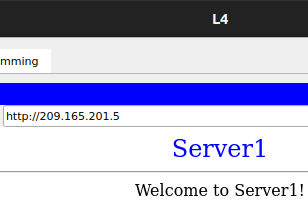 L4
mming
http://209.165.201.5
Server1
Welcome to Server1!